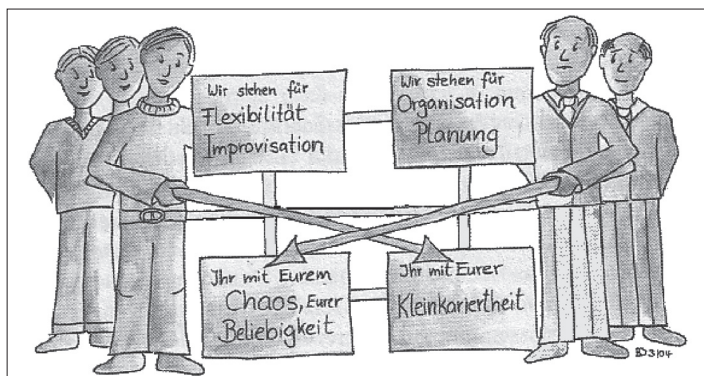 Wir stehen für
Flexibilität
Improvisation
Wir stehen für
Organisation
Planung
Ihr mit Eurem
Chaos, Eurer
Beliebigkeit
Ihr mit Eurer
Kleinkariertheit
3/04